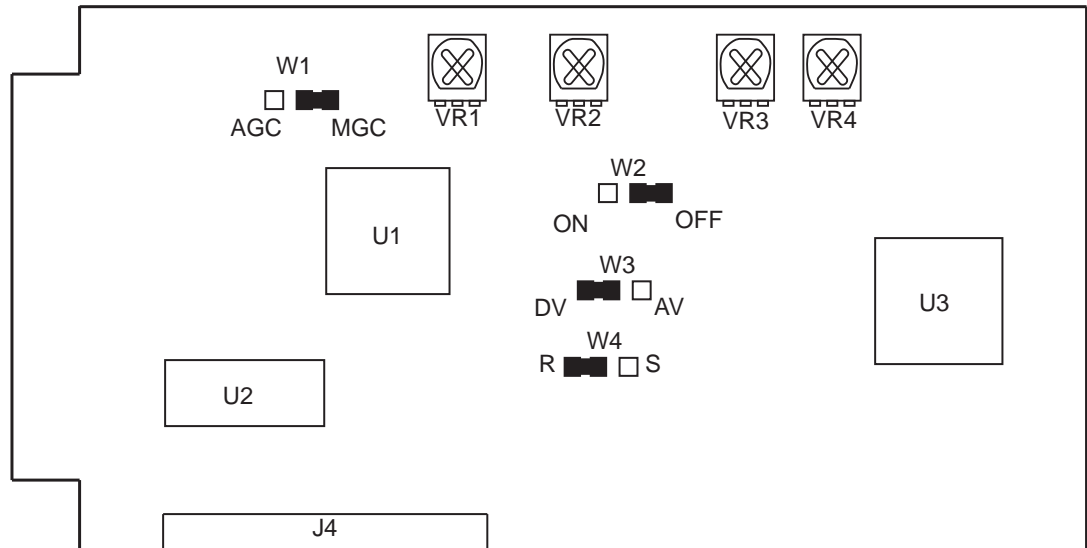 W1
AGC MGC
VR1 VR2 VR3 VR4
W2
ON OFF
U1
W3
DV AV
U3
W4
R S
U2
J4